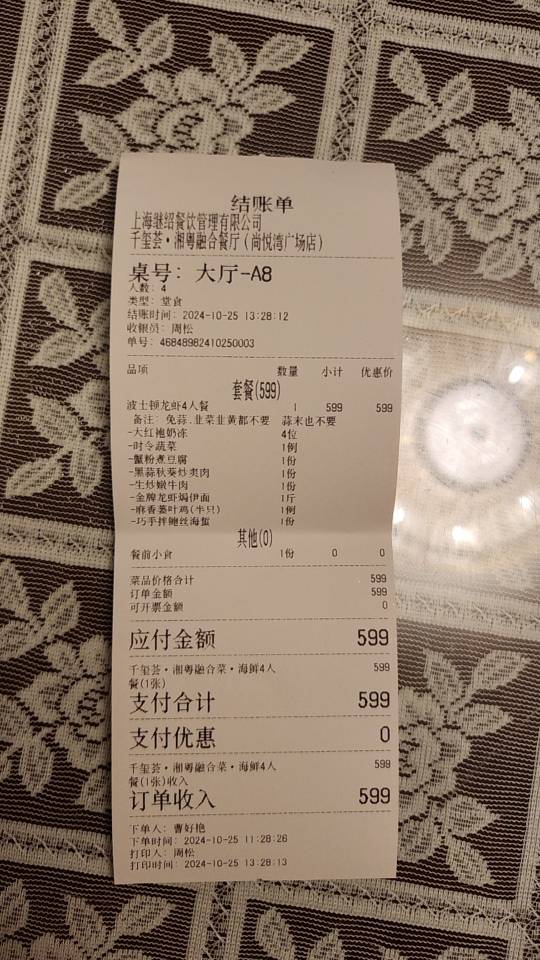 结账单
上海继绍餐饮管理有限公司
千玺荟·湘粤融合餐厅(尚悦湾广场店)
桌号: 大厅-A8
人数: 4
类型: 堂食
结账时间: 2024-10-25 13:28:12
收银员: 周松
单号: 46848982410250003
品项 数量 小计 优惠价
套餐(599)
波士顿龙虾4人餐 1 599 599
备注: 免蒜.韭菜韭黄都不要 蒜末也不要
-大红袍奶冻 4位
-时令蔬菜 1例
-蟹粉煮豆腐 1份
-黑蒜秋葵炒爽肉 1份
-生炒嫩牛肉 1份
-金牌龙虾焗伊面 1斤
-麻香蒌叶鸡(半只) 1例
-巧手拌鲍丝海蜇 1份
其他(0)
餐前小食 1份 0 0
菜品价格合计 599
订单金额 599
可开票金额 0
应付金额 599
千玺荟·湘粤融合菜·海鲜4人 599
餐(1张)
支付合计 599
支付优惠 0
千玺荟·湘粤融合菜·海鲜4人 599
餐(1张)收入
订单收入 599
下单人: 曹好艳
下单时间: 2024-10-25 11:28:26
打印人: 周松
打印时间: 2024-10-25 13:28:13